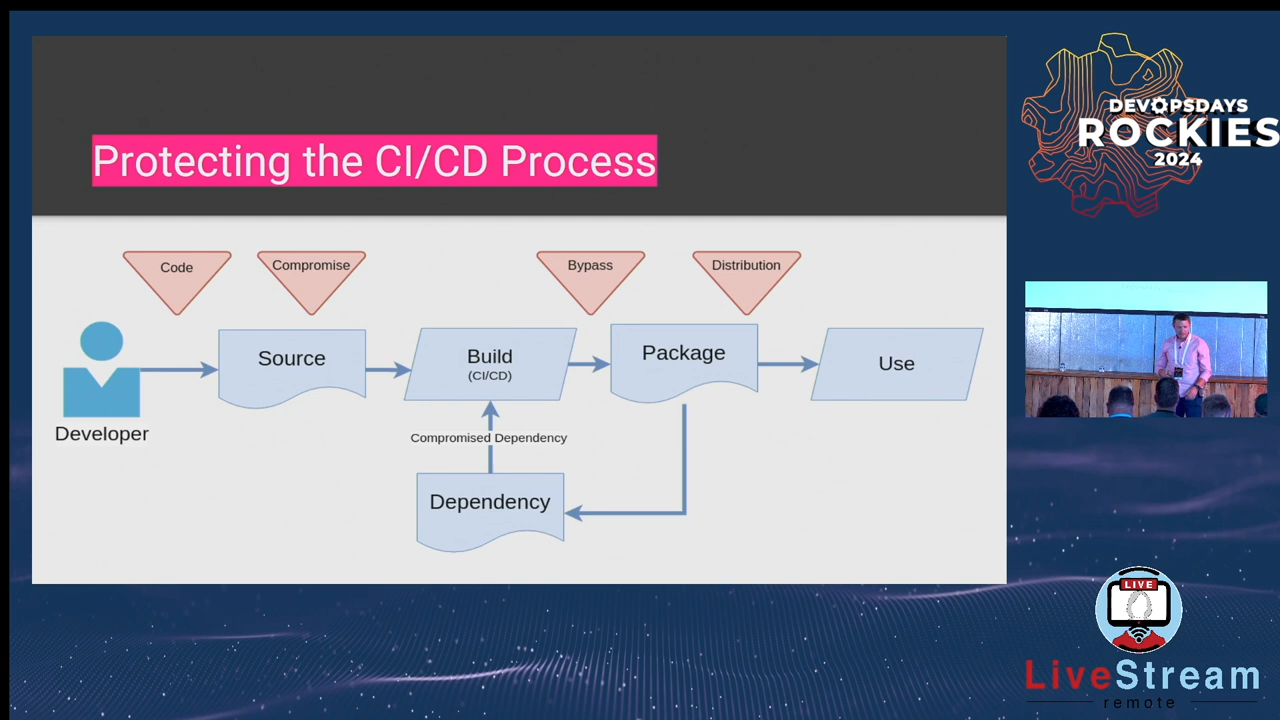 Protecting the CI/CD Process
Code
Compromise
Bypass
Distribution
Developer
Source
Build
(CI/CD)
Package
Use
Compromised Dependency
Dependency
DEVOPSDAYS
ROCKIES
2024
LIVE
LiveStream
remote